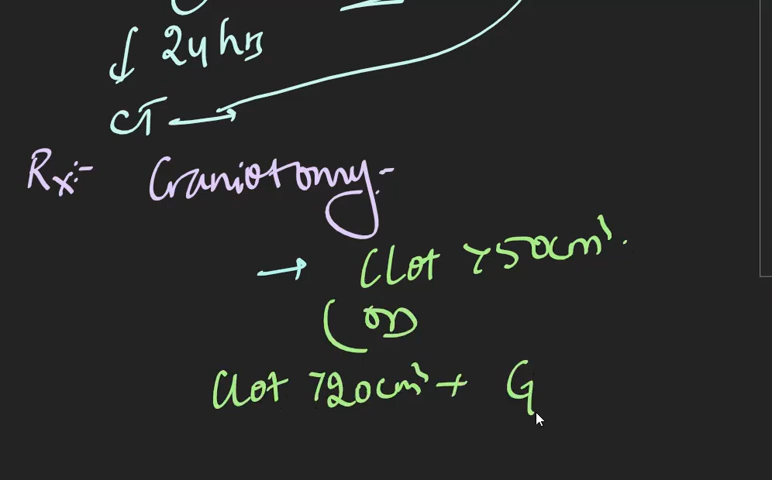 ↓ 24 hrs
CT →
Rx:- Craniotomy:-
→ Clot >50cm³.
(OR
Clot >20cm³ + G